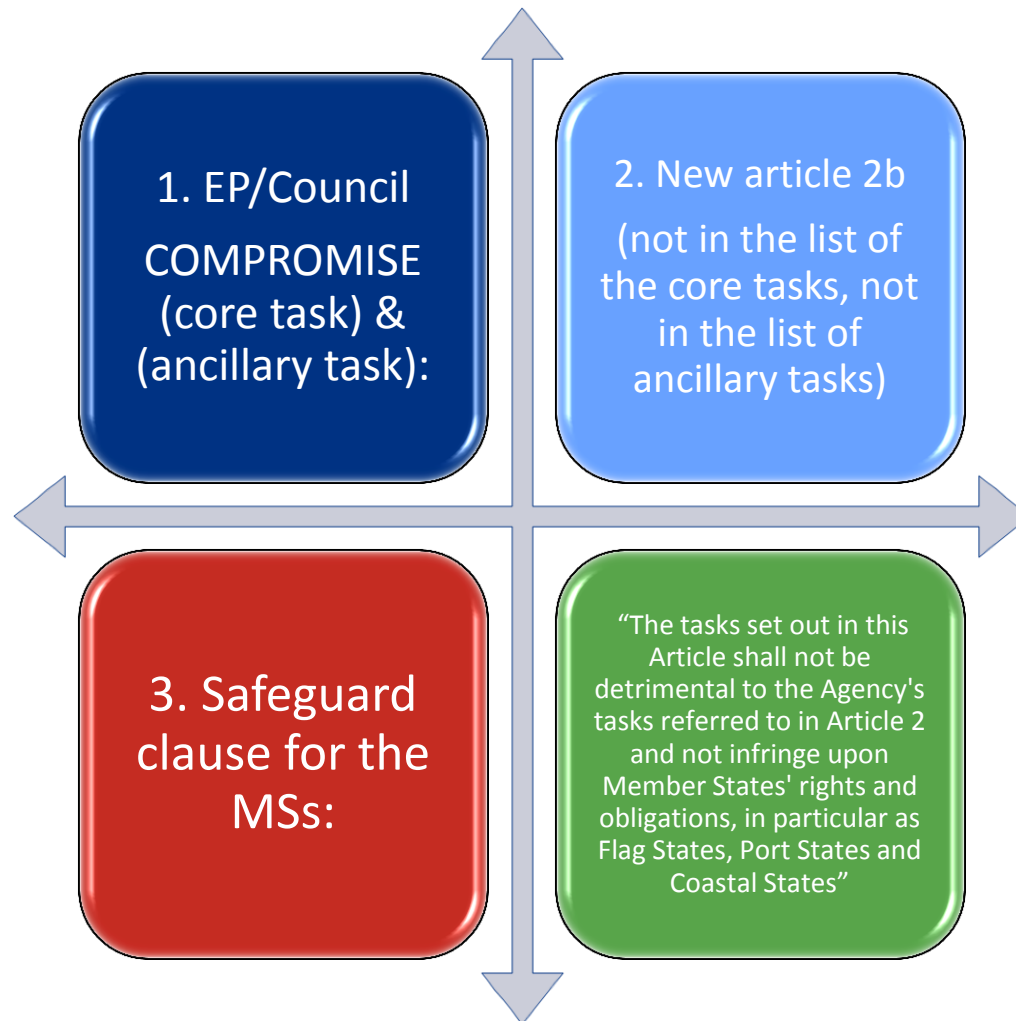 1. EP/Council
COMPROMISE
(core task) &
(ancillary task):
2. New article 2b
(not in the list of
the core tasks, not
in the list of
ancillary tasks)
3. Safeguard
clause for the
MSs:
“The tasks set out in this
Article shall not be
detrimental to the Agency's
tasks referred to in Article 2
and not infringe upon
Member States' rights and
obligations, in particular as
Flag States, Port States and
Coastal States”